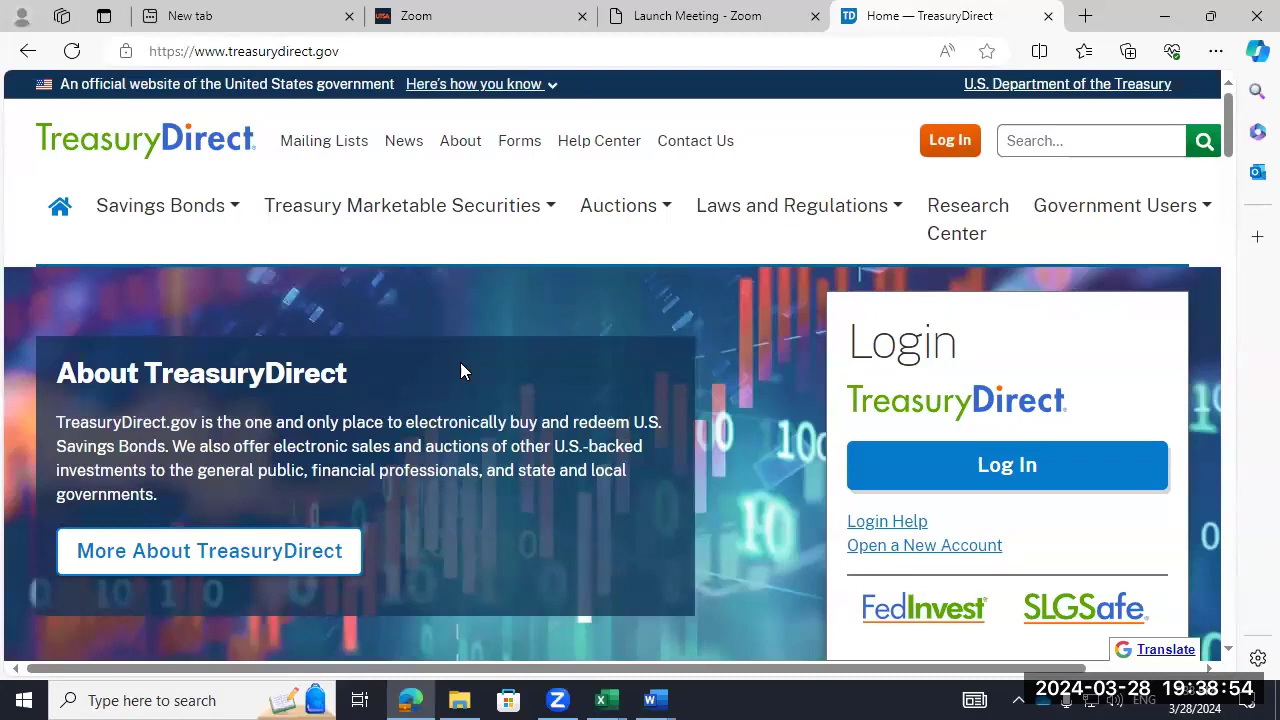 New tab
Zoom
Launch Meeting - Zoom
TD
Home — TreasuryDirect
https://www.treasurydirect.gov
An official website of the United States government Here's how you know
U.S. Department of the Treasury
TreasuryDirect
Mailing Lists News About Forms Help Center Contact Us
Log In
Search...
Savings Bonds Treasury Marketable Securities Auctions Laws and Regulations Research Center Government Users
About TreasuryDirect
TreasuryDirect.gov is the one and only place to electronically buy and redeem U.S.
Savings Bonds. We also offer electronic sales and auctions of other U.S.-backed
investments to the general public, financial professionals, and state and local
governments.
More About TreasuryDirect
Login
TreasuryDirect
Log In
Login Help
Open a New Account
FedInvest SLGSafe
Translate
Type here to search
ENG
2024-03-28 19:38:54
3/28/2024